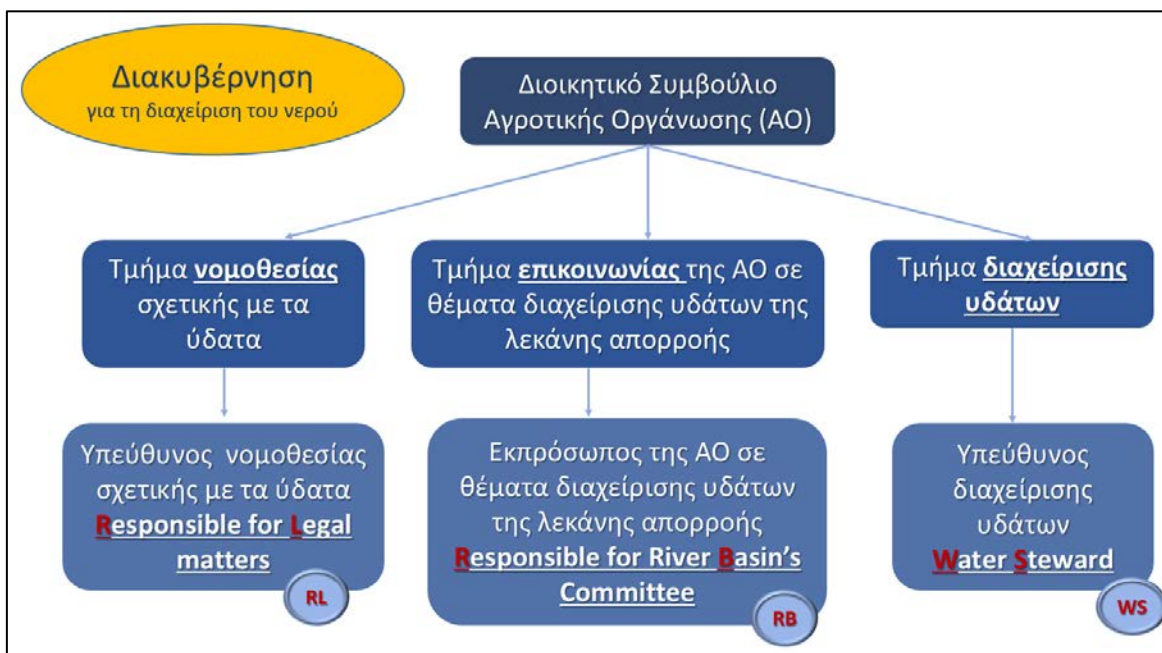 Διακυβέρνηση
για τη διαχείριση του νερού
Διοικητικό Συμβούλιο
Αγροτικής Οργάνωσης (ΑΟ)
Τμήμα νομοθεσίας
σχετικής με τα
ύδατα
Τμήμα επικοινωνίας της ΑΟ σε
θέματα διαχείρισης υδάτων της
λεκάνης απορροής
Τμήμα διαχείρισης
υδάτων
Υπεύθυνος νομοθεσίας
σχετικής με τα ύδατα
Responsible for Legal
matters
RL
Εκπρόσωπος της ΑΟ σε
θέματα διαχείρισης υδάτων
της λεκάνης απορροής
Responsible for River Basin's
Committee
RB
Υπεύθυνος
διαχείρισης
υδάτων
Water Steward
WS